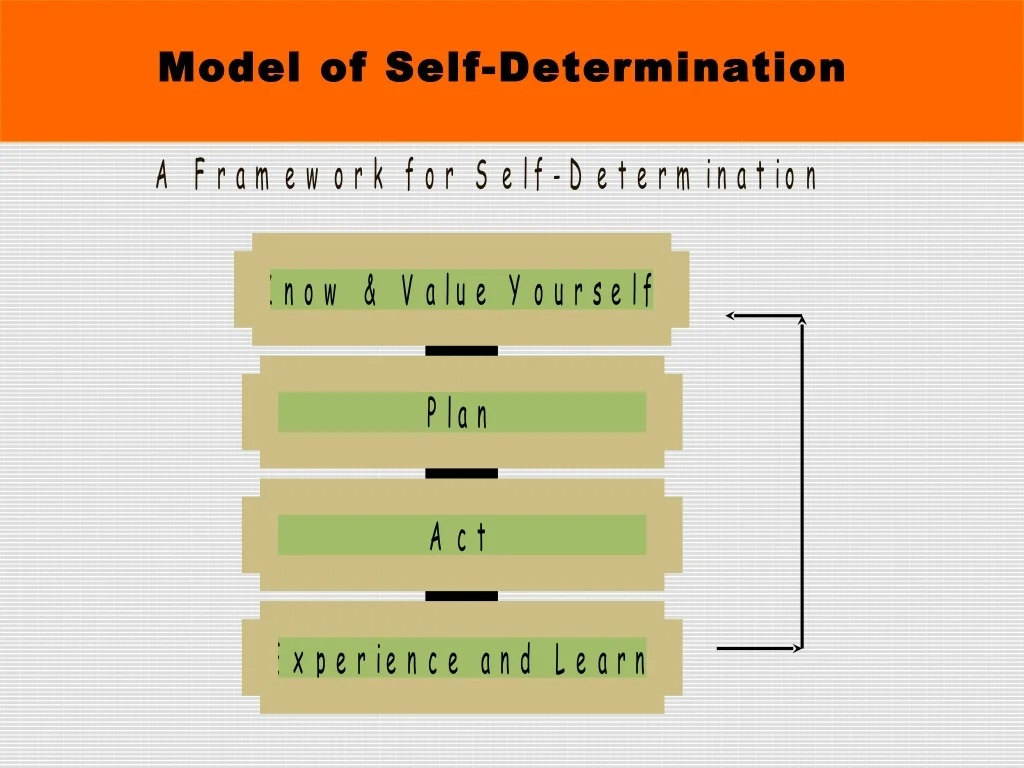 Model of Self-Determination
A Framework for Self-Determination
Know & Value Yourself
Plan
Act
Experience and Learn